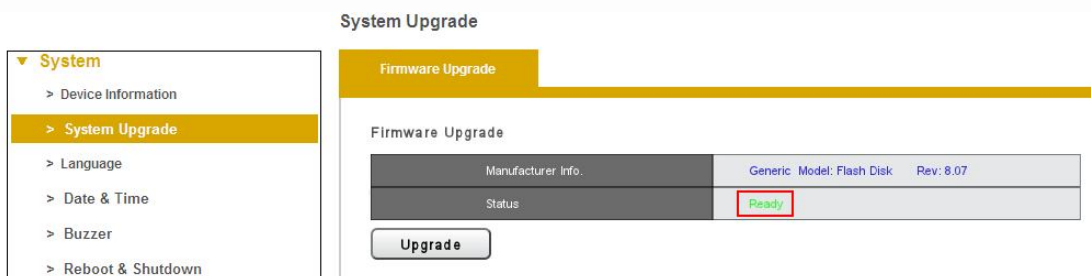 System Upgrade
System
> Device Information
> System Upgrade
> Language
> Date & Time
> Buzzer
> Reboot & Shutdown
Firmware Upgrade
Firmware Upgrade
Manufacturer Info. Generic Model: Flash Disk Rev: 8.07
Status Ready
Upgrade